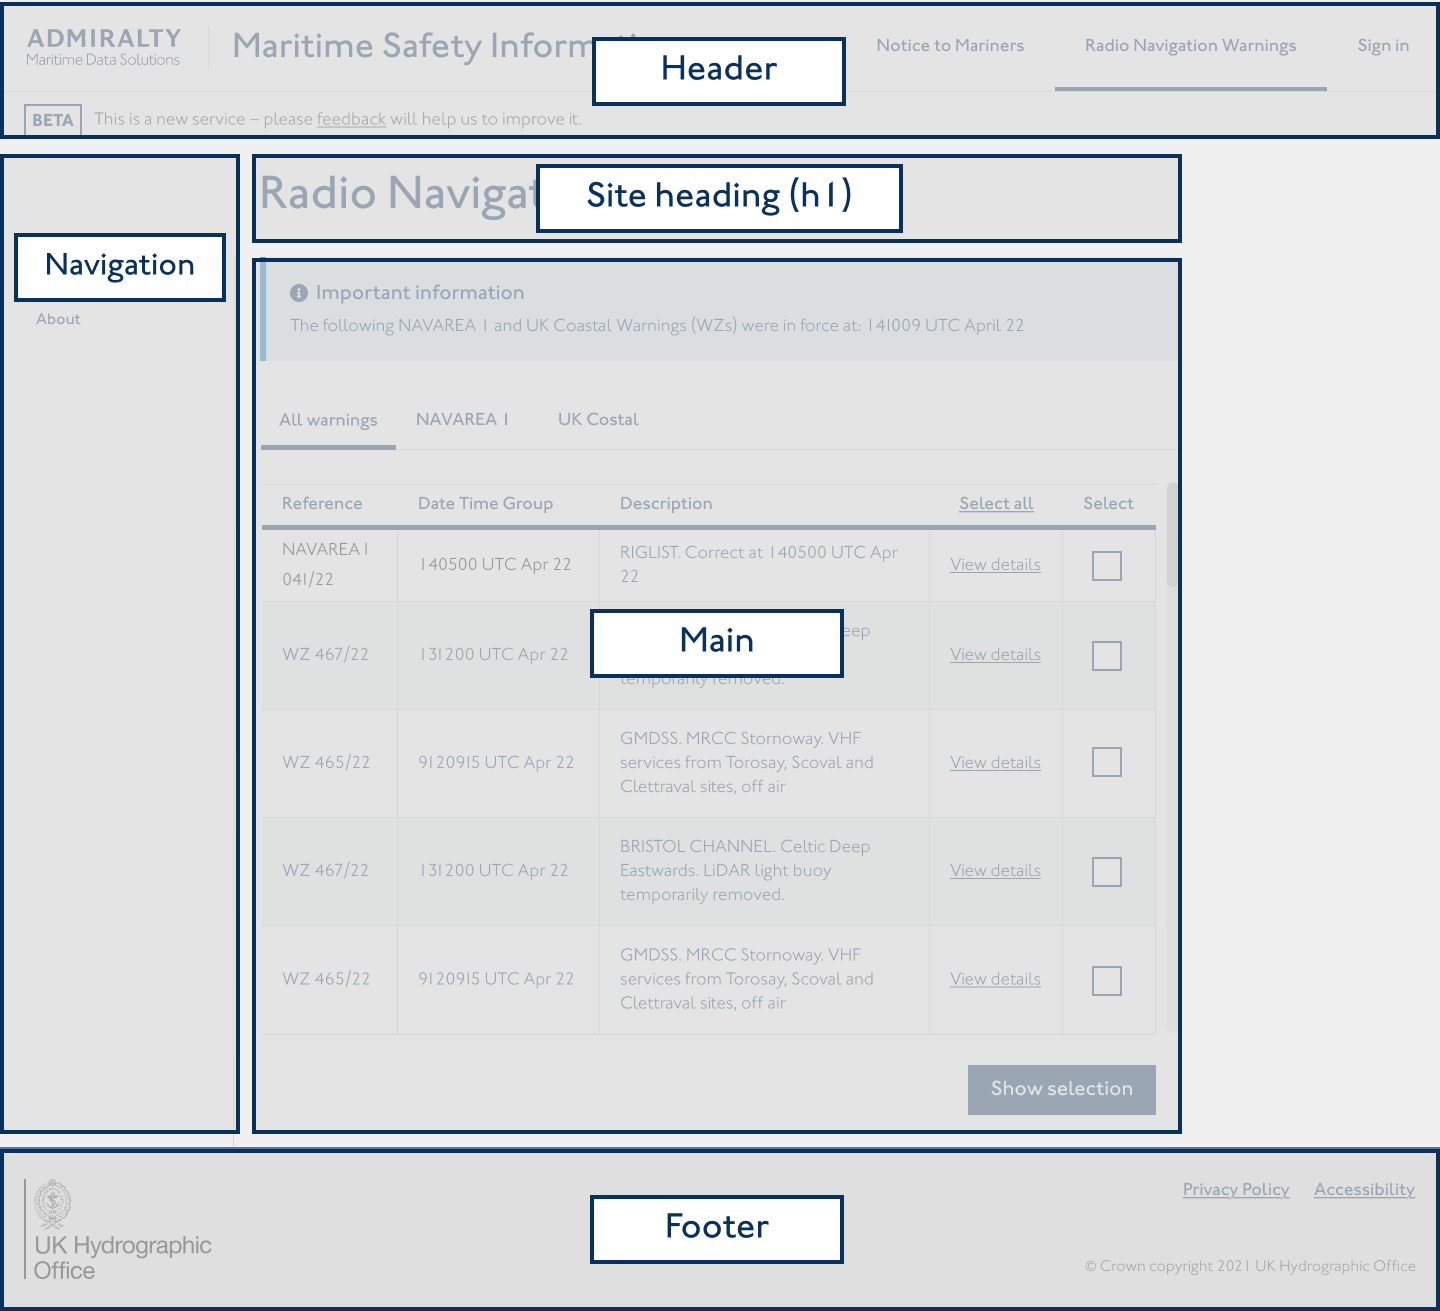 ADMIRALTY
Maritime Data Solutions
Maritime Safety Inform
Notice to Mariners
Radio Navigation Warnings
Sign in
Header
BETA This is a new service – please feedback will help us to improve it.
Radio Navigat
Site heading (h1)
Navigation
About
Important information
The following NAVAREA 1 and UK Coastal Warnings (WZs) were in force at: 141009 UTC April 22
All warnings NAVAREA 1 UK Costal
Reference Date Time Group Description Select all Select
NAVAREA 1
041/22
140500 UTC Apr 22
RIGLIST. Correct at 140500 UTC Apr
22
View details
Main
WZ 467/22
131200 UTC Apr 22
eep
temporarily removed.
View details
WZ 465/22
9120915 UTC Apr 22
GMDSS. MRCC Stornoway. VHF
services from Torosay, Scoval and
Clettraval sites, off air
View details
WZ 467/22
131200 UTC Apr 22
BRISTOL CHANNEL. Celtic Deep
Eastwards. LiDAR light buoy
temporarily removed.
View details
WZ 465/22
9120915 UTC Apr 22
GMDSS. MRCC Stornoway. VHF
services from Torosay, Scoval and
Clettraval sites, off air
View details
Show selection
UK Hydrographic
Office
Footer
Privacy Policy Accessibility
© Crown copyright 2021 UK Hydrographic Office